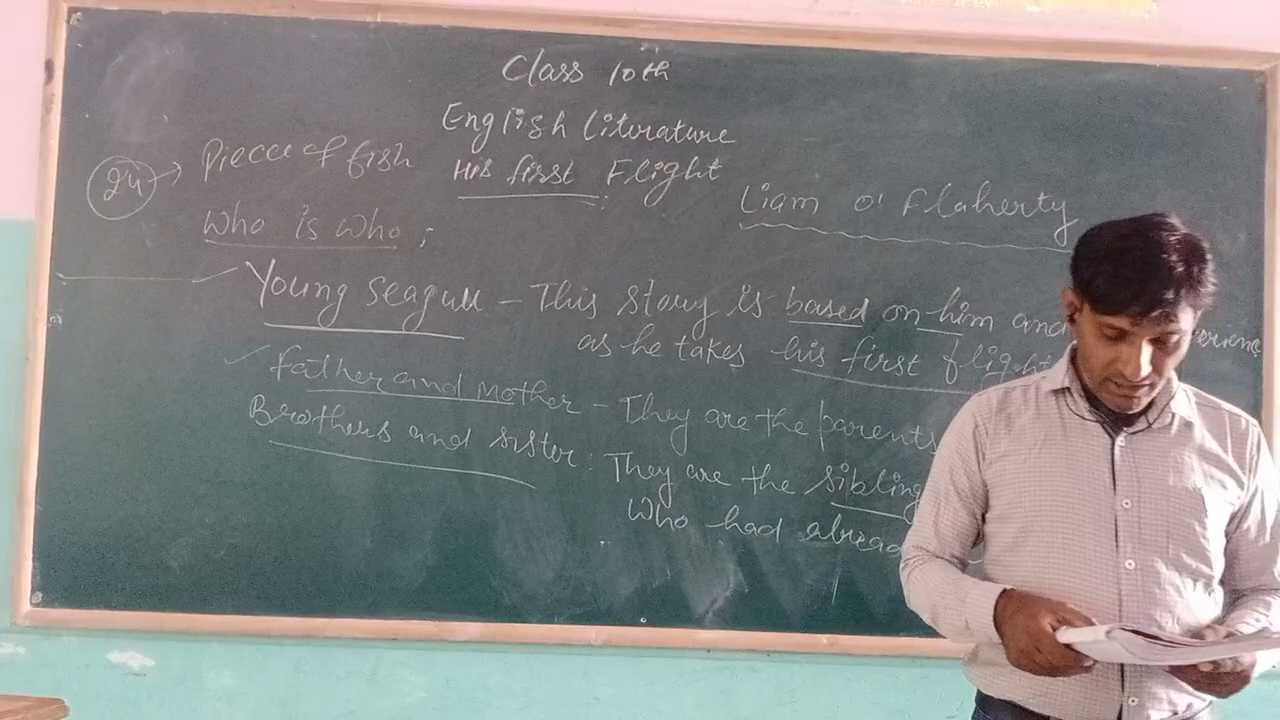 Class 10th
English Literature
His first Flight
24 → Piece of fish
Liam O' Flaherty
Who is who ;
Young seagull – This story is based on him and
as he takes his first flight
Father and Mother – They are the parents
Brothers and sister : They are the sibling
Who had